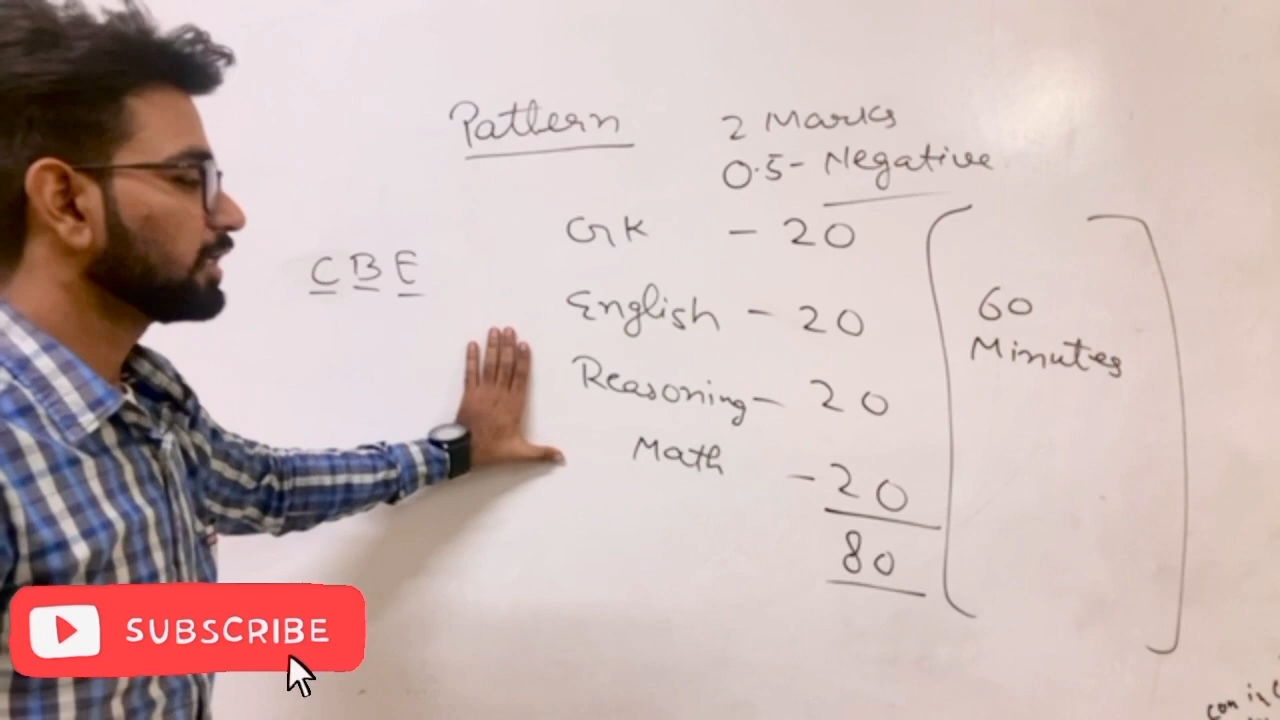 Pattern
2 Marks
0.5- Negative
CBE
GK - 20
English - 20
Reasoning - 20
Math - 20
80
60
Minutes
SUBSCRIBE